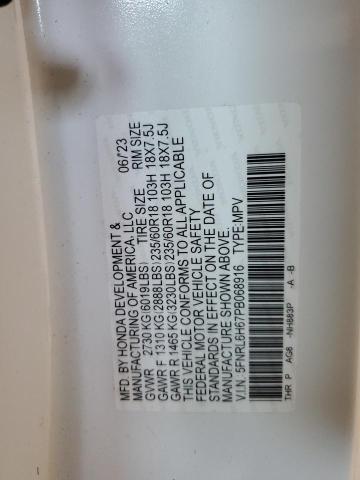 MFD. BY HONDA DEVELOPMENT & 06/23
MANUFACTURING OF AMERICA, LLC
TIRE SIZE RIM SIZE
GVWR 2730 KG(6019LBS)
GAWR F 1310 KG(2888LBS)235/60R18 103H 18X7.5J
GAWR R 1465 KG(3230LBS)235/60R18 103H 18X7.5J
THIS VEHICLE CONFORMS TO ALL APPLICABLE
FEDERAL MOTOR VEHICLE SAFETY
STANDARDS IN EFFECT ON THE DATE OF
MANUFACTURE SHOWN ABOVE.
V.I.N. 5FNRL6H67PB068916 TYPE:MPV
THR P AG8 -NH883P -A -B